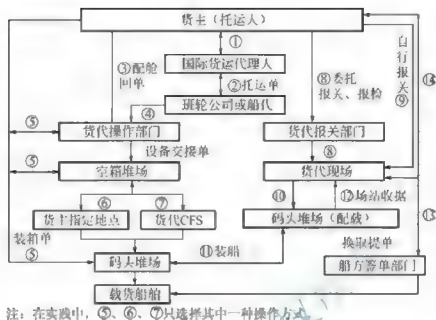 货主(托运人)
①
国际货运代理人
③配舱
回单
②托运单
⑧委托
报关、报检
自行报关⑨
⑭
④
班轮公司或船代
⑤
货代操作部门
货代报关部门
设备交接单
⑧
⑤
空箱堆场
货代现场
⑥
⑦
⑩
⑫场站收据
货主指定地点
货代CFS
码头堆场(配载)
⑬
装箱单
⑪装船
换取提单
⑤
码头堆场
船方签单部门
载货船舶
注:在实践中,⑤、⑥、⑦只选择其中一种操作方式